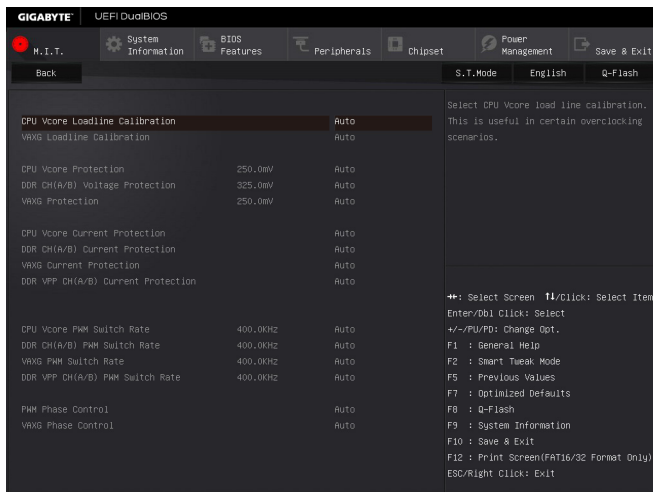 GIGABYTE™ UEFI DualBIOS
M.I.T.
System Information
BIOS Features
Peripherals
Chipset
Power Management
Save & Exit
Back
S.T.Mode English Q-Flash
CPU Vcore Loadline Calibration Auto
VAXG Loadline Calibration Auto
CPU Vcore Protection 250.0mV Auto
DDR CH(A/B) Voltage Protection 325.0mV Auto
VAXG Protection 250.0mV Auto
CPU Vcore Current Protection Auto
DDR CH(A/B) Current Protection Auto
VAXG Current Protection Auto
DDR VPP CH(A/B) Current Protection Auto
CPU Vcore PWM Switch Rate 400.0KHz Auto
DDR CH(A/B) PWM Switch Rate 400.0KHz Auto
VAXG PWM Switch Rate 400.0KHz Auto
DDR VPP CH(A/B) PWM Switch Rate 400.0KHz Auto
PWM Phase Control Auto
VAXG Phase Control Auto
Select CPU Vcore load line calibration.
This is useful in certain overclocking
scenarios.
→←: Select Screen ↑↓/Click: Select Item
Enter/Dbl Click: Select
+/-/PU/PD: Change Opt.
F1 : General Help
F2 : Smart Tweak Mode
F5 : Previous Values
F7 : Optimized Defaults
F8 : Q-Flash
F9 : System Information
F10 : Save & Exit
F12 : Print Screen(FAT16/32 Format Only)
ESC/Right Click: Exit